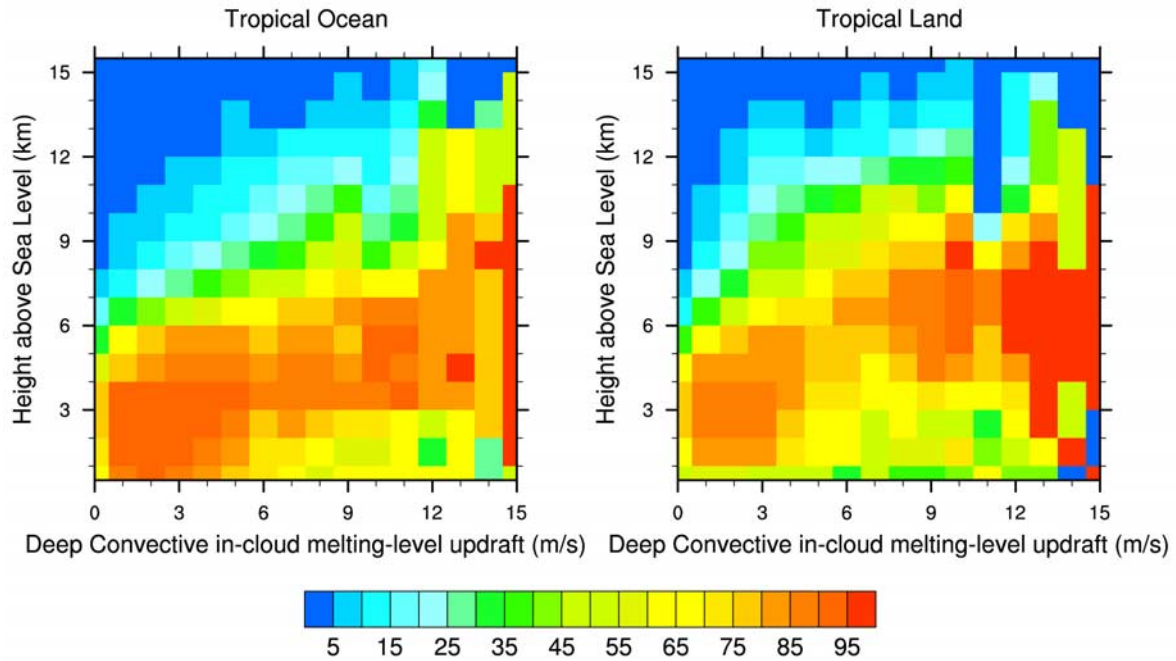 Tropical Ocean
Tropical Land
Height above Sea Level (km)
15
12
9
6
3
0 3 6 9 12 15
Deep Convective in-cloud melting-level updraft (m/s)
Height above Sea Level (km)
15
12
9
6
3
0 3 6 9 12 15
Deep Convective in-cloud melting-level updraft (m/s)
5 15 25 35 45 55 65 75 85 95